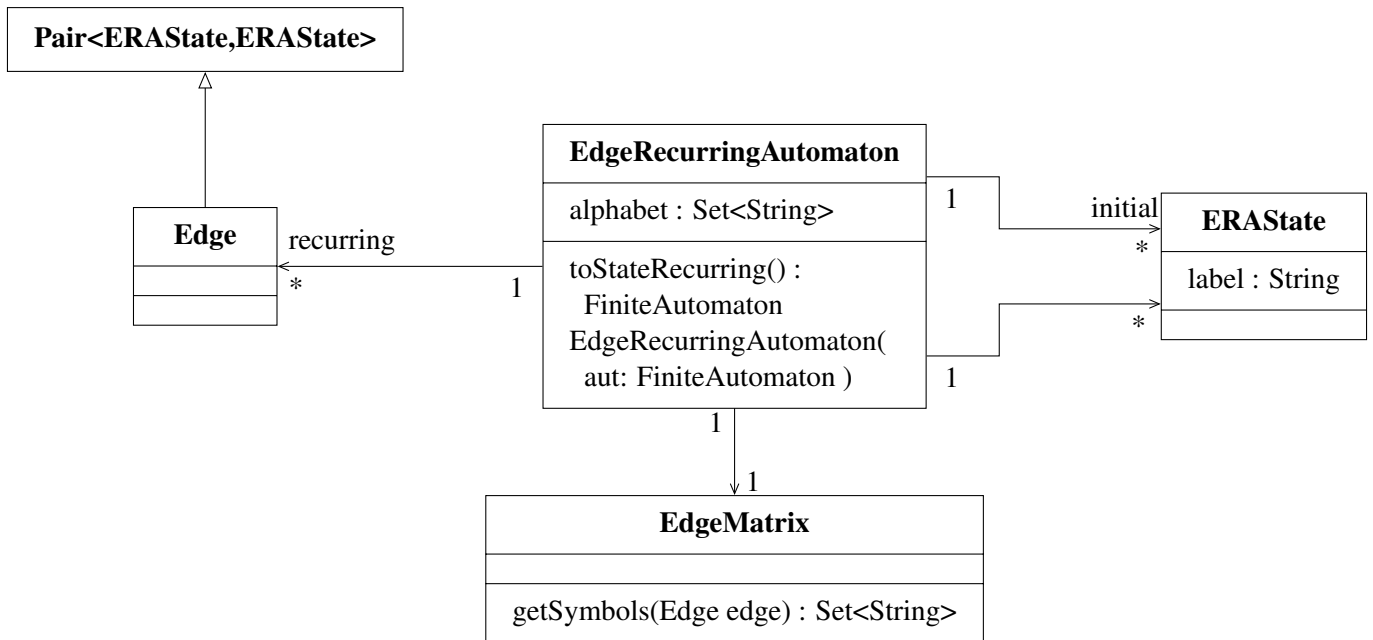 Pair<ERAState,ERAState>
EdgeRecurringAutomaton
alphabet : Set<String>
toStateRecurring() :
FiniteAutomaton
EdgeRecurringAutomaton(
aut: FiniteAutomaton )
Edge
recurring
*
1
1
initial
*
ERAState
label : String
*
1
1
1
EdgeMatrix
getSymbols(Edge edge) : Set<String>